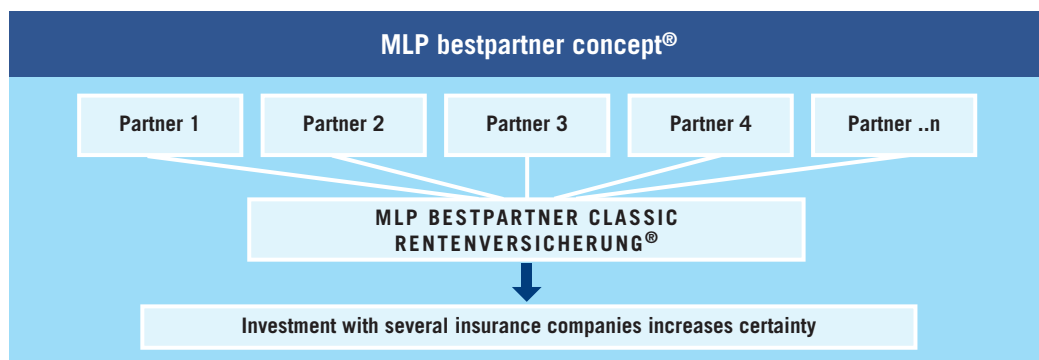 MLP bestpartner concept®
Partner 1
Partner 2
Partner 3
Partner 4
Partner ..n
MLP BESTPARTNER CLASSIC
RENTENVERSICHERUNG®
Investment with several insurance companies increases certainty